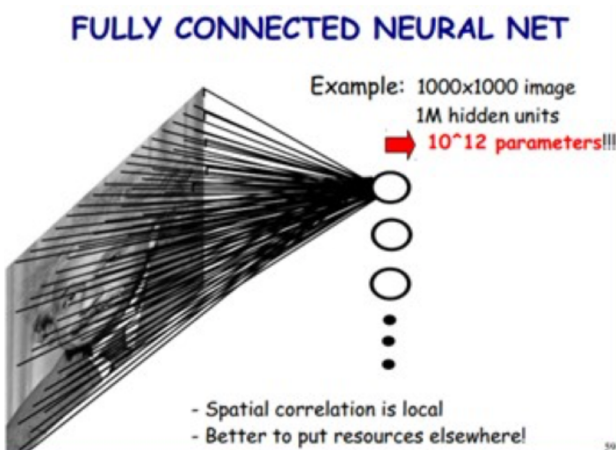 FULLY CONNECTED NEURAL NET
Example: 1000x1000 image
1M hidden units
10^12 parameters!!!
- Spatial correlation is local
- Better to put resources elsewhere!
59